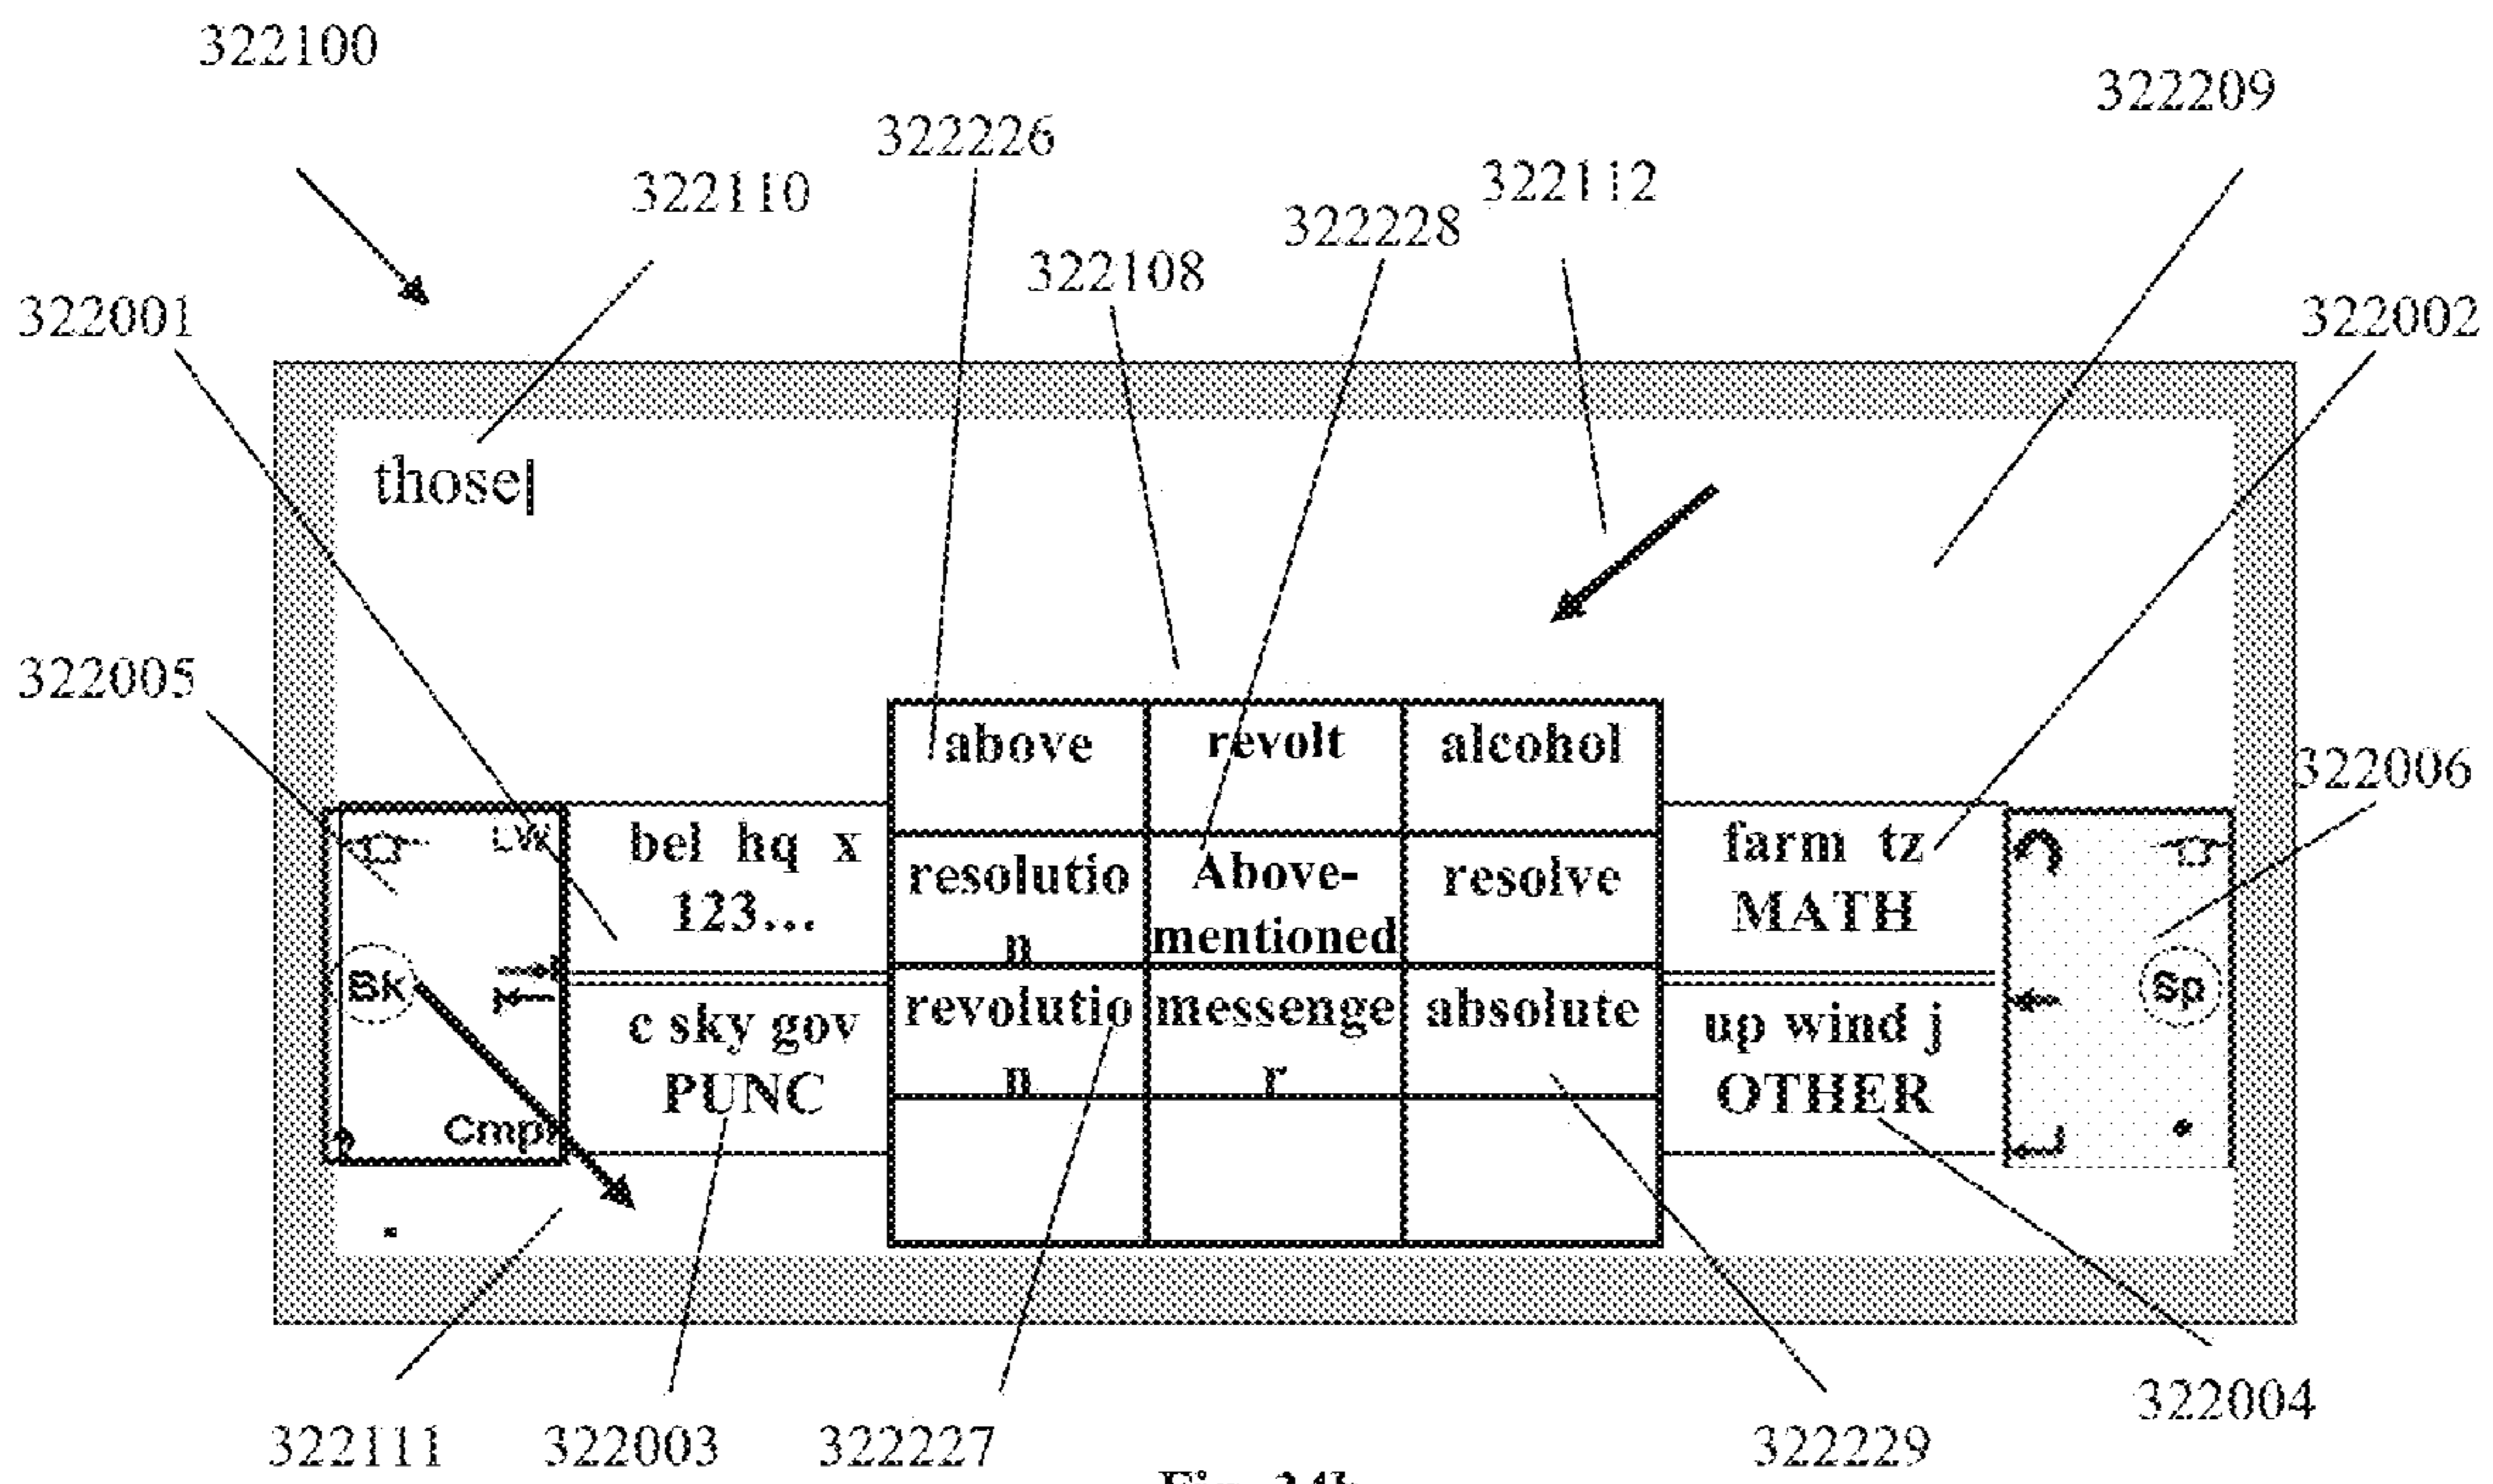 322100
322209
322226
322112
322110
322228
322108
322001
322002
those
322005
above revolt alcohol
322006
bel hq x
123...
farm tz
MATH
resolutio
n
Above-
mentioned
resolve
Bk
Sp
c sky gov
PUNC
revolutio
n
messenge
r
absolute
up wind j
OTHER
322004
322111 322003 322227 322229